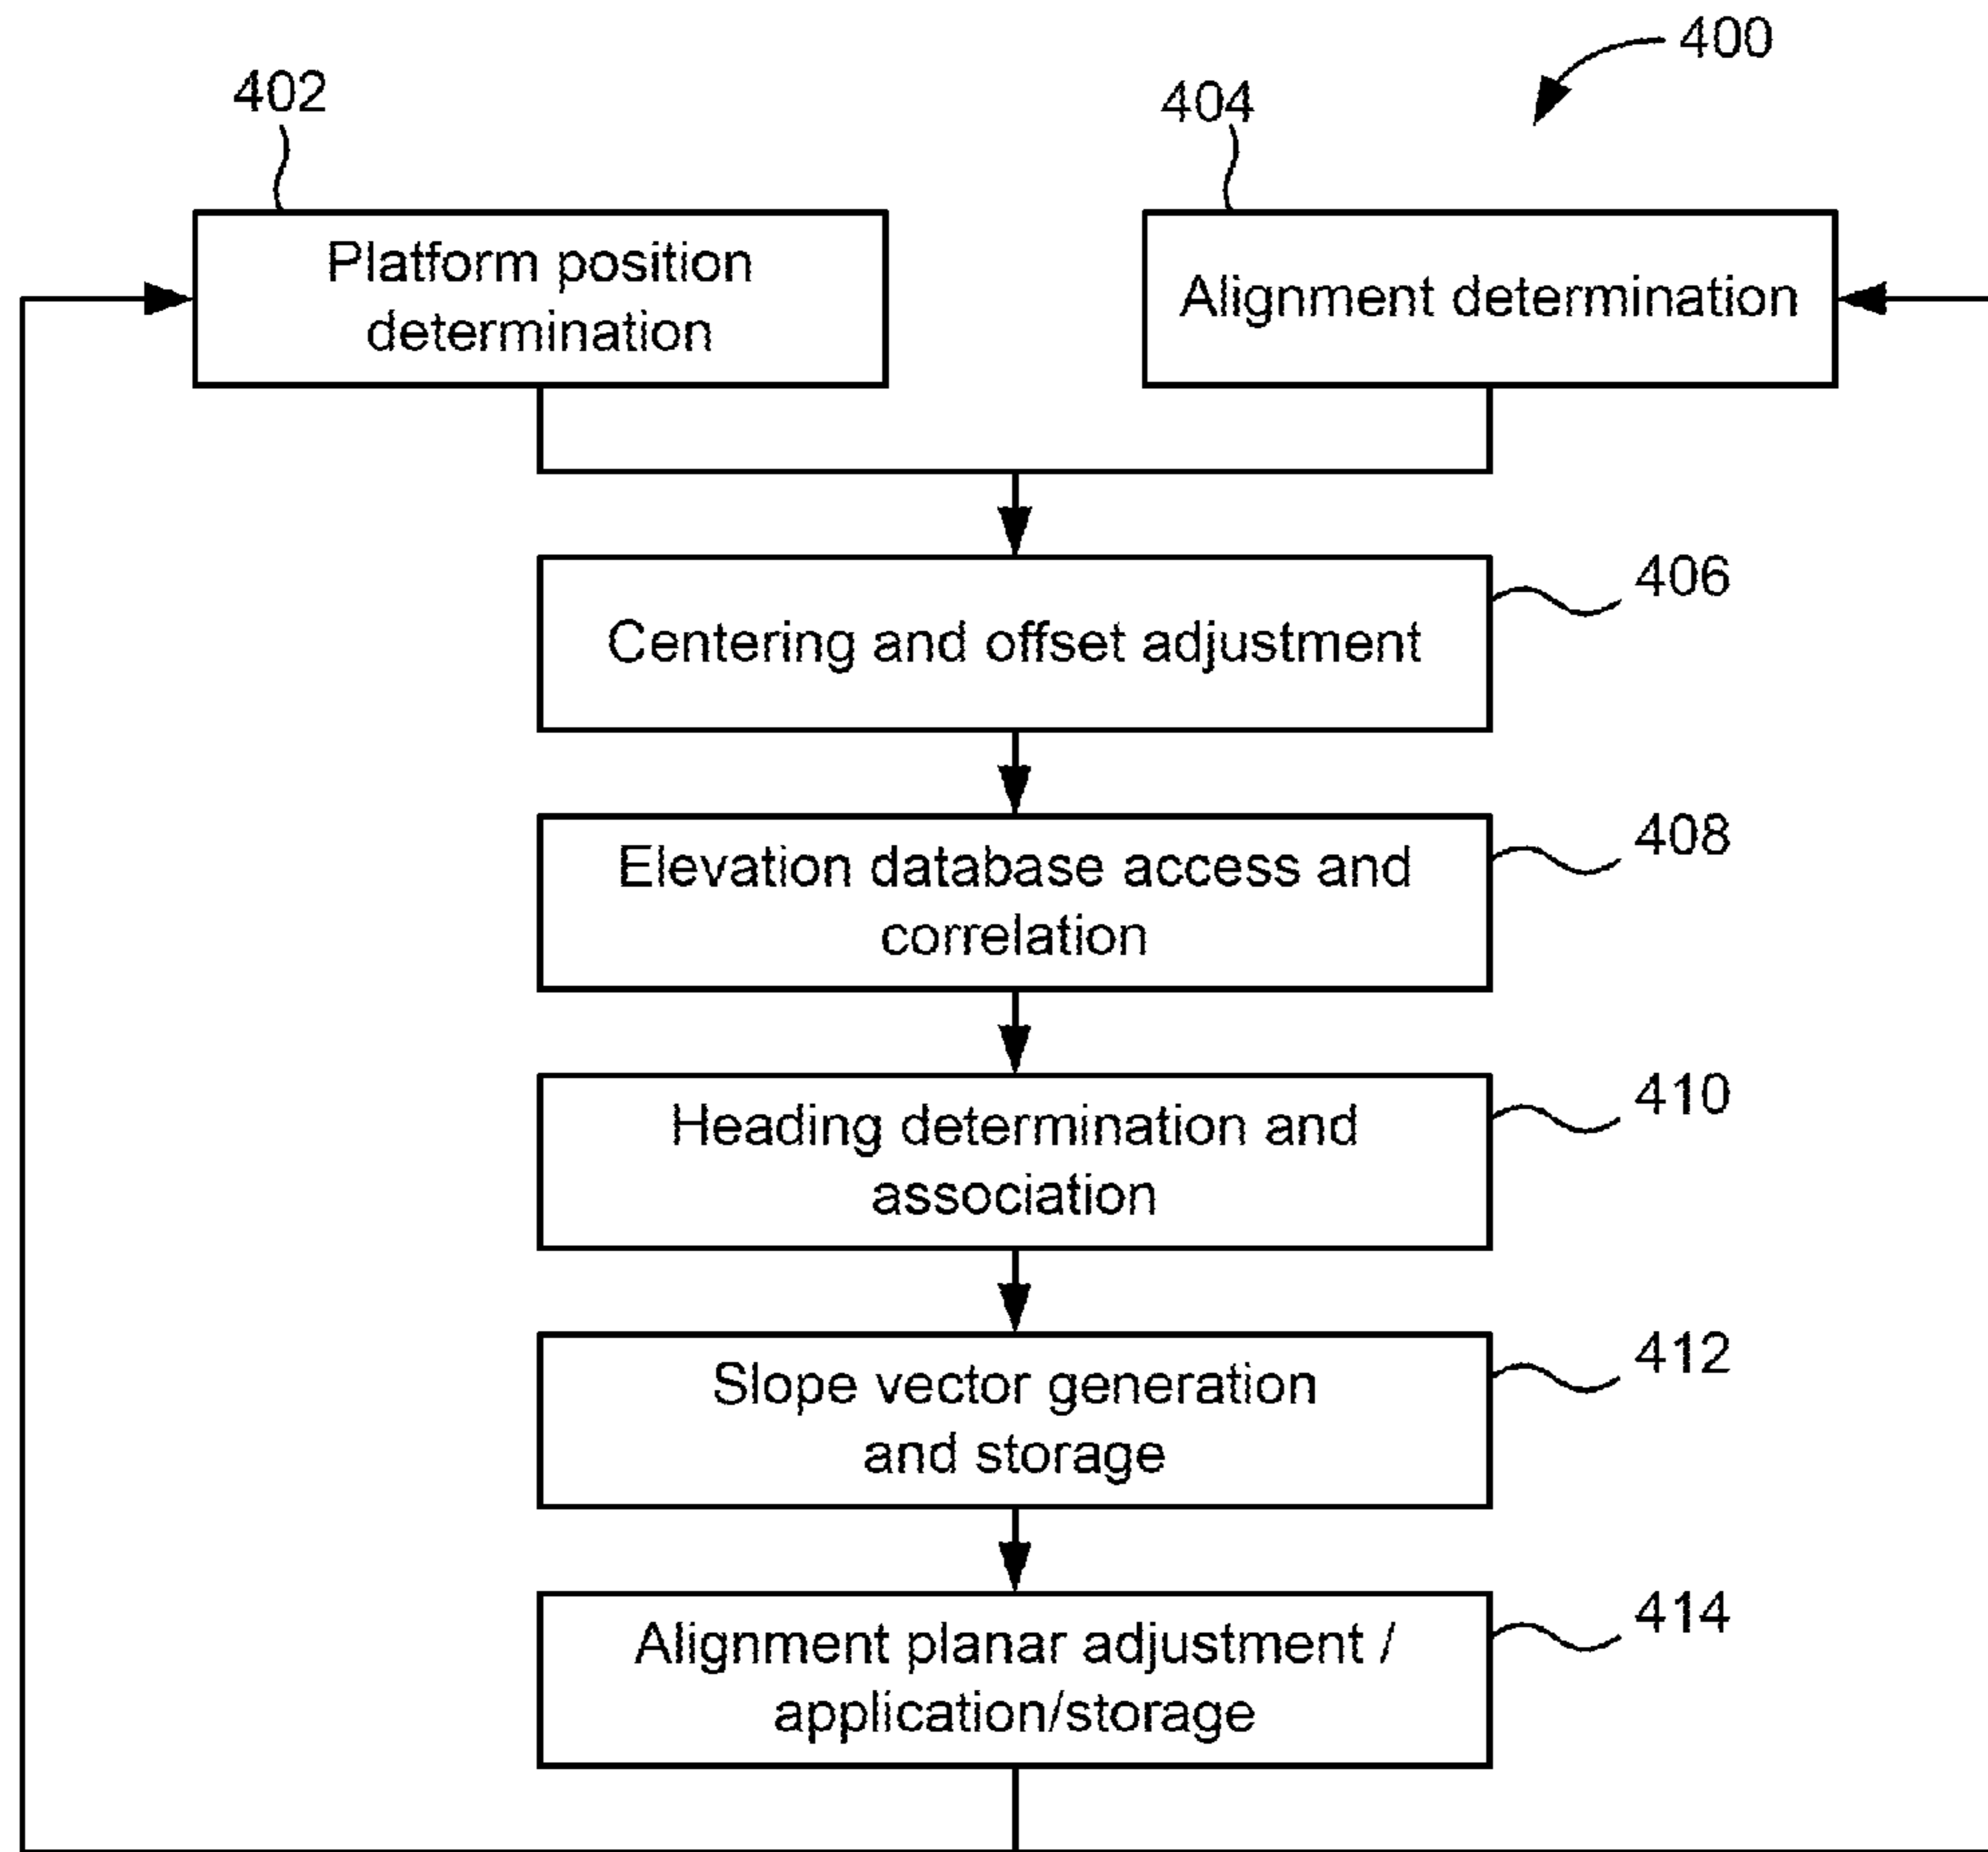 400
402
404
Platform position
determination
Alignment determination
406
Centering and offset adjustment
408
Elevation database access and
correlation
410
Heading determination and
association
412
Slope vector generation
and storage
414
Alignment planar adjustment /
application/storage